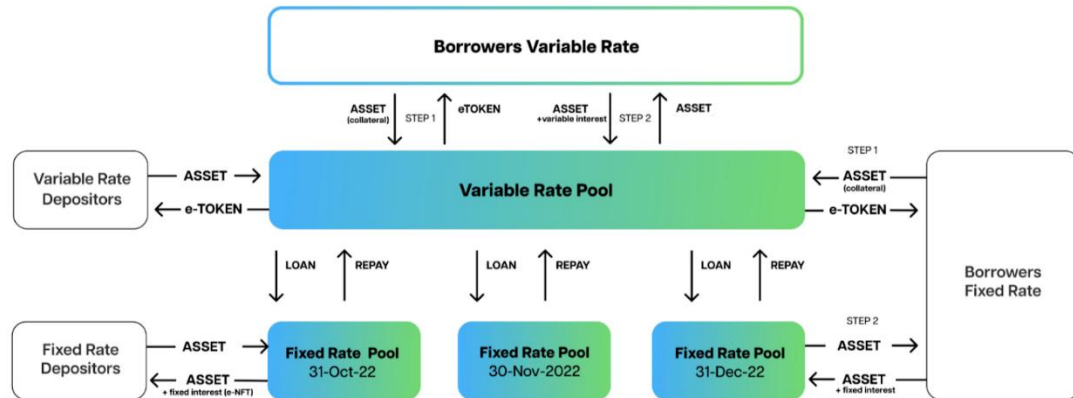 Borrowers Variable Rate
ASSET
(collateral)
STEP 1
eTOKEN
ASSET
+variable interest
STEP 2
ASSET
Variable Rate
Depositors
ASSET
e-TOKEN
Variable Rate Pool
STEP 1
ASSET
(collateral)
e-TOKEN
Borrowers
Fixed Rate
LOAN
REPAY
LOAN
REPAY
LOAN
REPAY
Fixed Rate
Depositors
ASSET
ASSET
+ fixed interest (e-NFT)
Fixed Rate Pool
31-Oct-22
Fixed Rate Pool
30-Nov-2022
Fixed Rate Pool
31-Dec-22
STEP 2
ASSET
ASSET
+ fixed interest